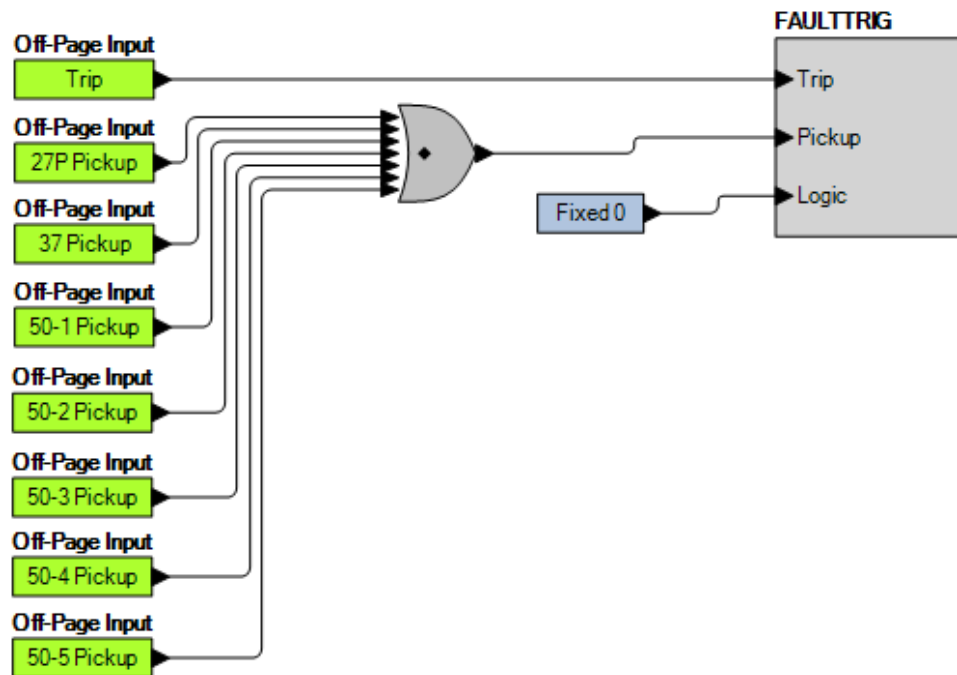 FAULTTRIG
Off-Page Input
Trip
Trip
Off-Page Input
27P Pickup
Pickup
Off-Page Input
37 Pickup
Fixed 0
Logic
Off-Page Input
50-1 Pickup
Off-Page Input
50-2 Pickup
Off-Page Input
50-3 Pickup
Off-Page Input
50-4 Pickup
Off-Page Input
50-5 Pickup